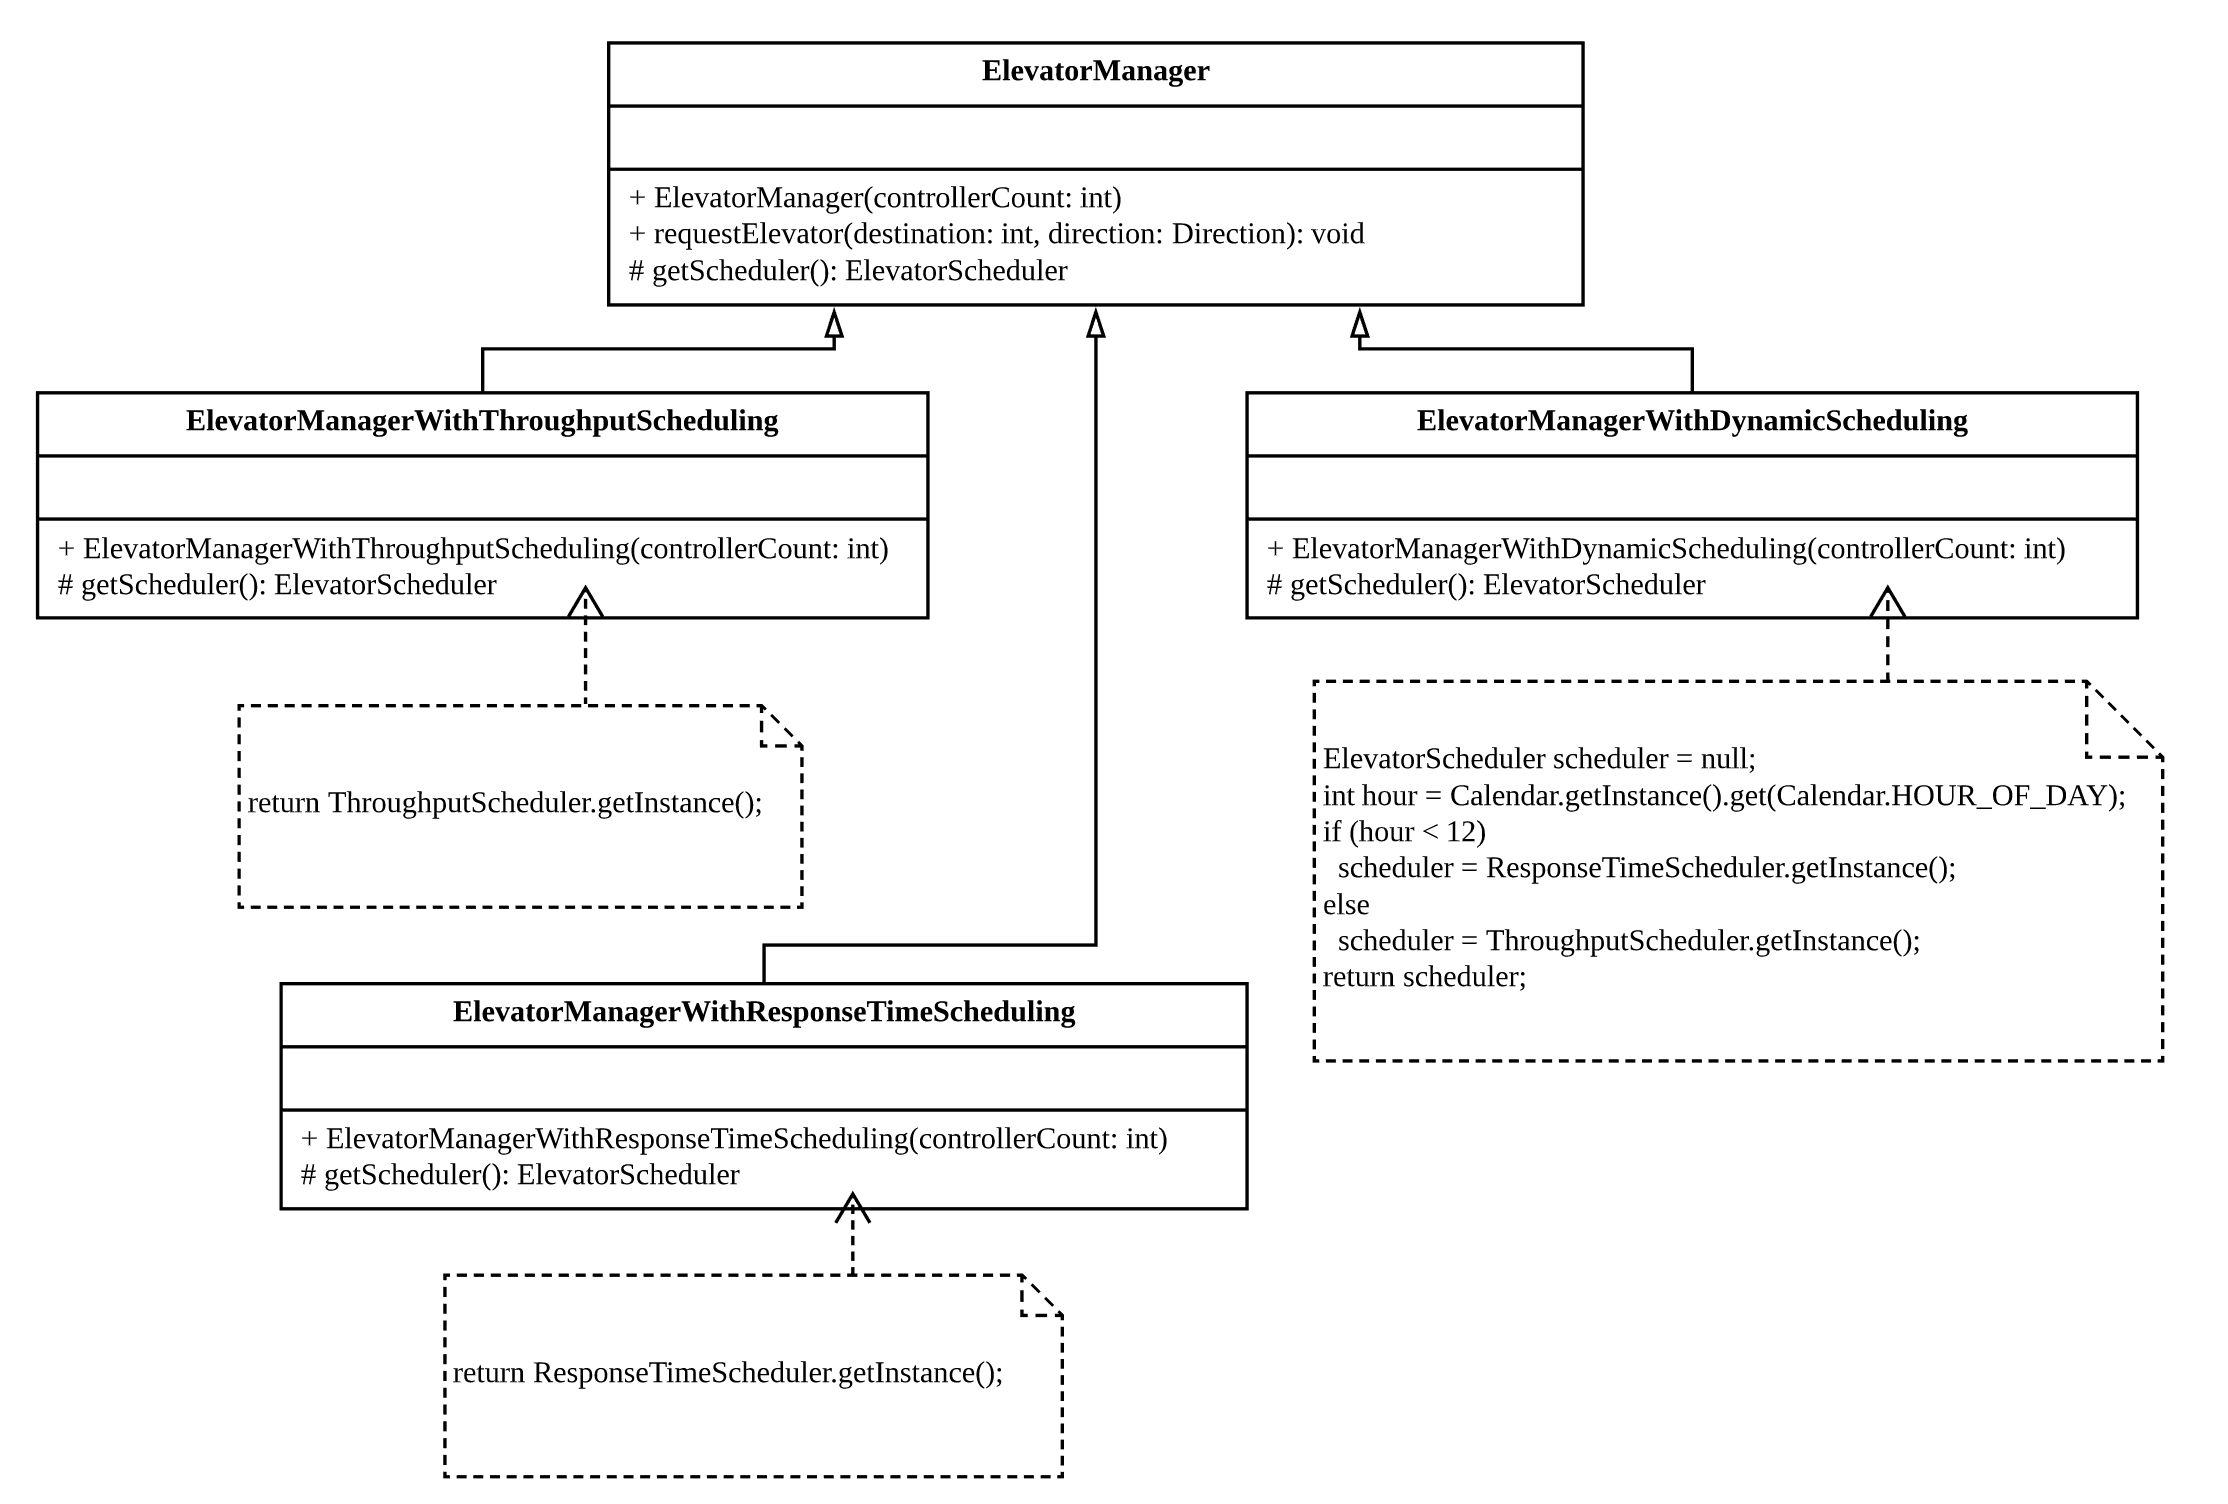 ElevatorManager
+ ElevatorManager(controllerCount: int)
+ requestElevator(destination: int, direction: Direction): void
# getScheduler(): ElevatorScheduler
ElevatorManagerWithThroughputScheduling
+ ElevatorManagerWithThroughputScheduling(controllerCount: int)
# getScheduler(): ElevatorScheduler
return ThroughputScheduler.getInstance();
ElevatorManagerWithDynamicScheduling
+ ElevatorManagerWithDynamicScheduling(controllerCount: int)
# getScheduler(): ElevatorScheduler
ElevatorScheduler scheduler = null;
int hour = Calendar.getInstance().get(Calendar.HOUR_OF_DAY);
if (hour < 12)
  scheduler = ResponseTimeScheduler.getInstance();
else
  scheduler = ThroughputScheduler.getInstance();
return scheduler;
ElevatorManagerWithResponseTimeScheduling
+ ElevatorManagerWithResponseTimeScheduling(controllerCount: int)
# getScheduler(): ElevatorScheduler
return ResponseTimeScheduler.getInstance();